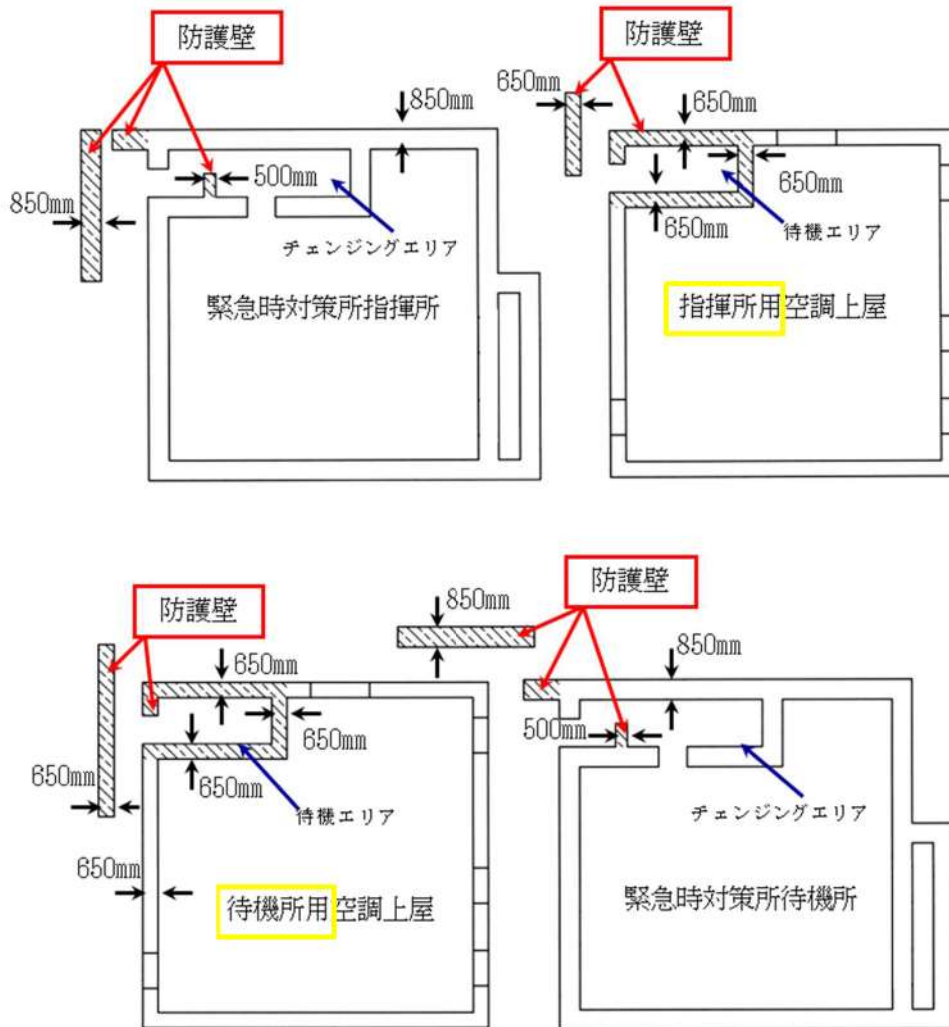 防護壁
850mm
850mm
500mm
チェンジングエリア
緊急時対策所指揮所
防護壁
650mm
650mm
650mm
650mm
待機エリア
指揮所用空調上屋
防護壁
650mm
650mm
650mm
650mm
待機エリア
650mm
待機所用空調上屋
防護壁
850mm
850mm
500mm
チェンジングエリア
緊急時対策所待機所